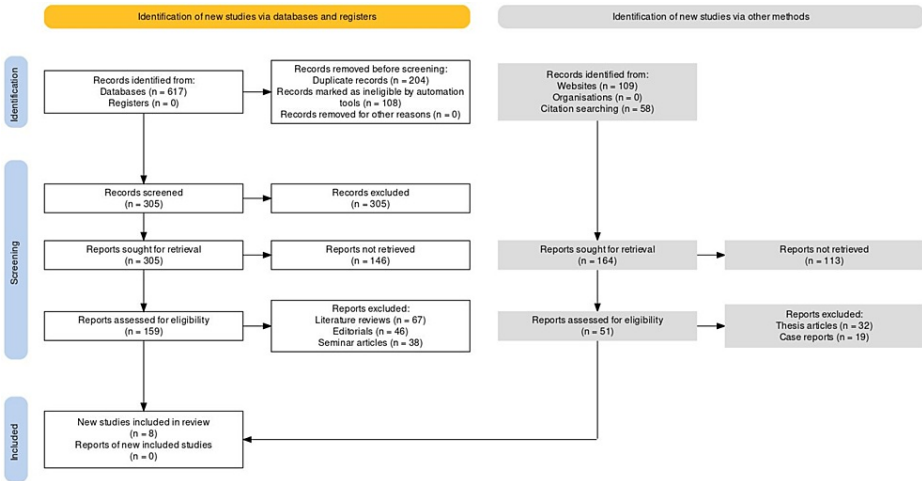 Identification of new studies via databases and registers
Identification of new studies via other methods
Identification
Records identified from:
Databases (n = 617)
Registers (n = 0)
Records removed before screening:
Duplicate records (n = 204)
Records marked as ineligible by automation
tools (n = 108)
Records removed for other reasons (n = 0)
Records identified from:
Websites (n = 109)
Organisations (n = 0)
Citation searching (n = 58)
Screening
Records screened
(n = 305)
Records excluded
(n = 305)
Reports sought for retrieval
(n = 305)
Reports not retrieved
(n = 146)
Reports sought for retrieval
(n = 164)
Reports not retrieved
(n = 113)
Reports assessed for eligibility
(n = 159)
Reports excluded:
Literature reviews (n = 67)
Editorials (n = 46)
Seminar articles (n = 38)
Reports assessed for eligibility
(n = 51)
Reports excluded:
Thesis articles (n = 32)
Case reports (n = 19)
Included
New studies included in review
(n = 8)
Reports of new included studies
(n = 0)